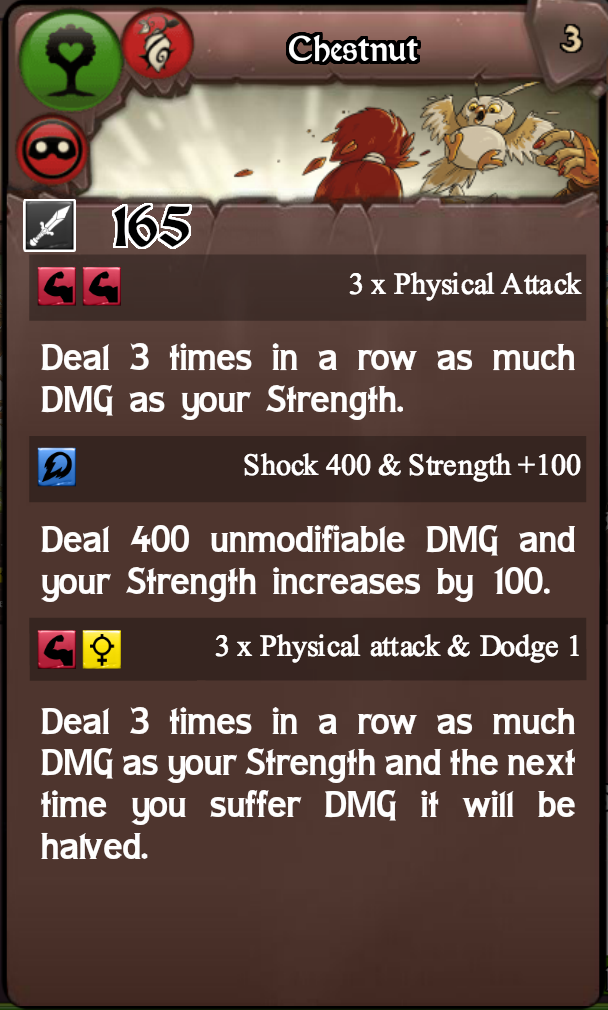 Chestnut
3
165
3 x Physical Attack
Deal 3 times in a row as much
DMG as your Strength.
Shock 400 & Strength +100
Deal 400 unmodifiable DMG and
your Strength increases by 100.
3 x Physical attack & Dodge 1
Deal 3 times in a row as much
DMG as your Strength and the next
time you suffer DMG it will be
halved.